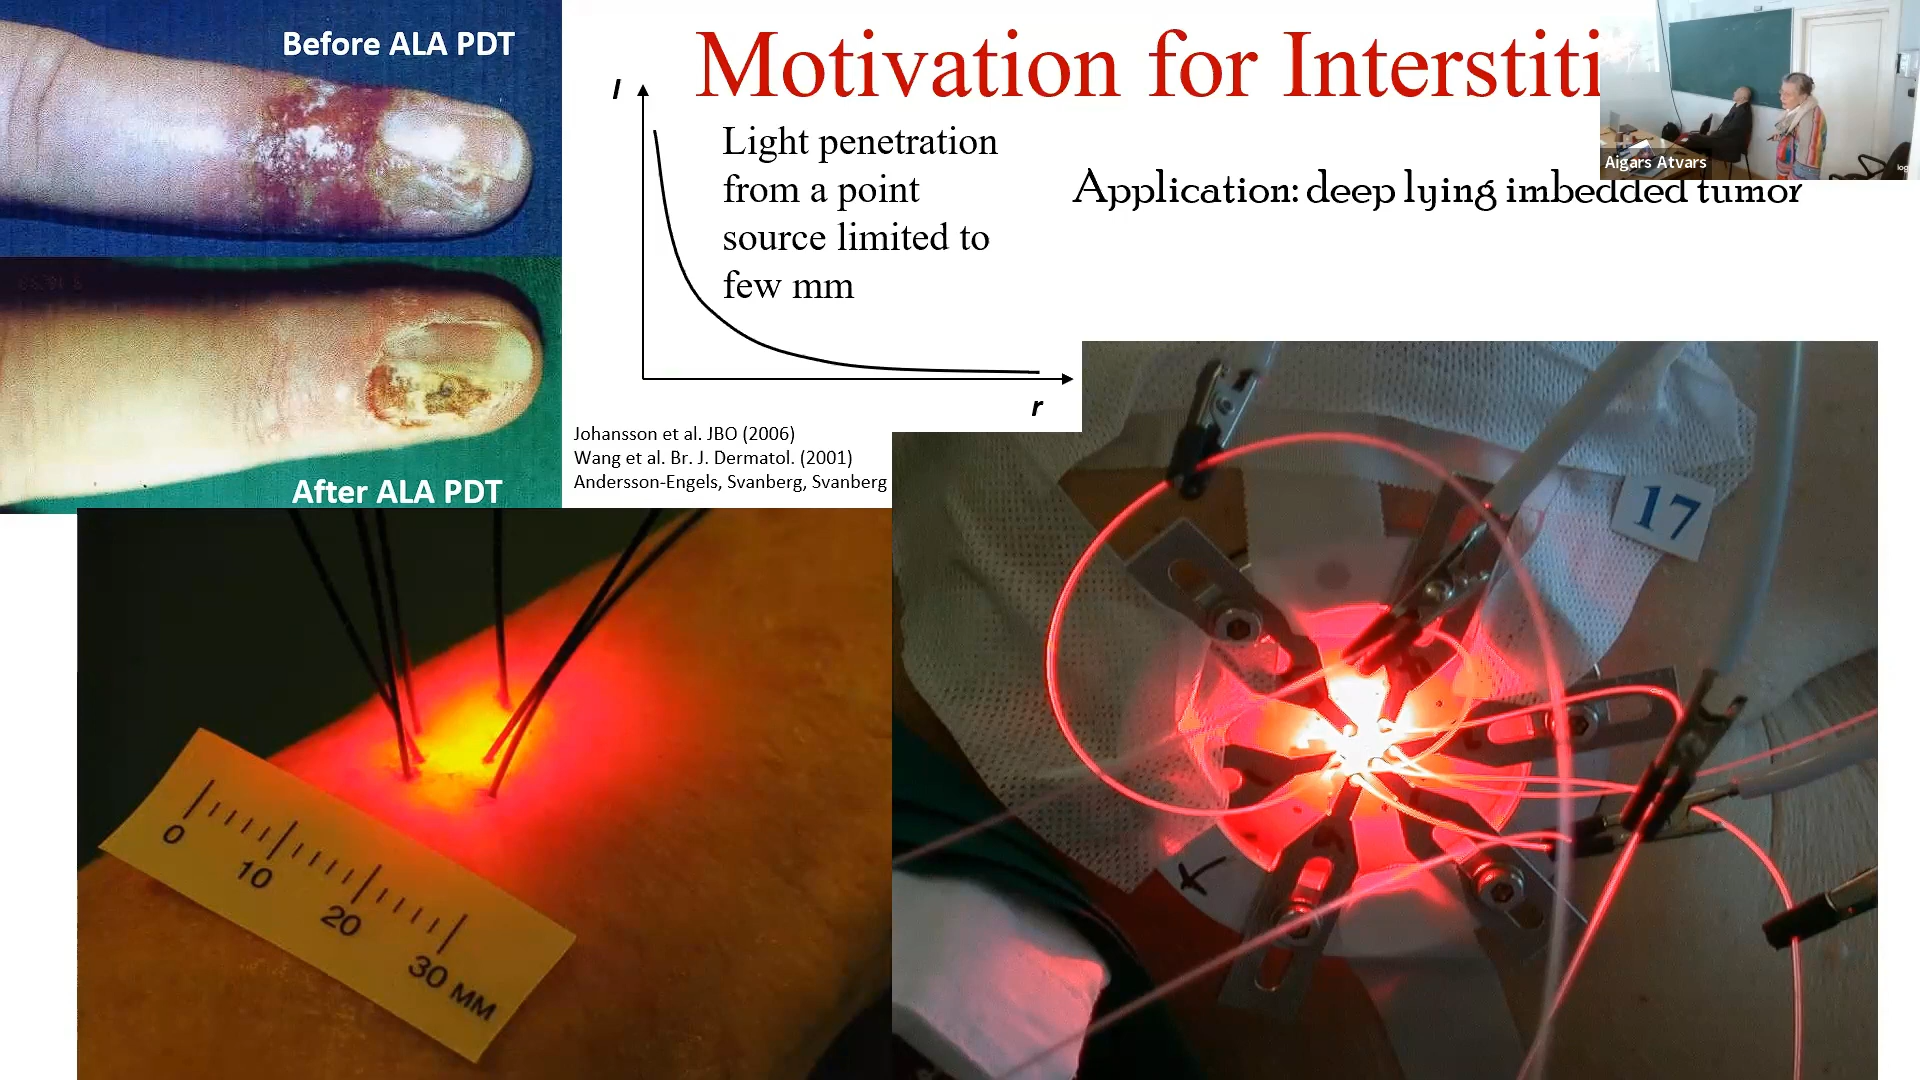 Before ALA PDT
After ALA PDT
Motivation for Interstiti
I
Light penetration
from a point
source limited to
few mm
r
Application: deep lying imbedded tumor
Aigars Atvars
Johansson et al. JBO (2006)
Wang et al. Br. J. Dermatol. (2001)
Andersson-Engels, Svanberg, Svanberg
0
10
20
30 MM
17